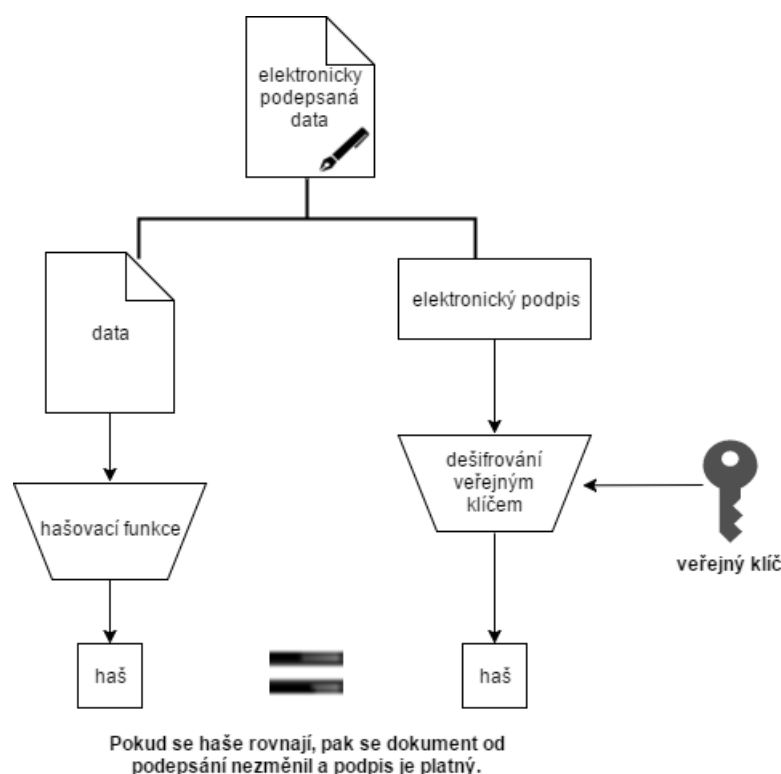 elektronicky
podepsaná
data
data
elektronický podpis
hašovací funkce
dešifrování
veřejným
klíčem
veřejný klíč
haš
haš
Pokud se haše rovnají, pak se dokument od
podepsání nezměnil a podpis je platný.